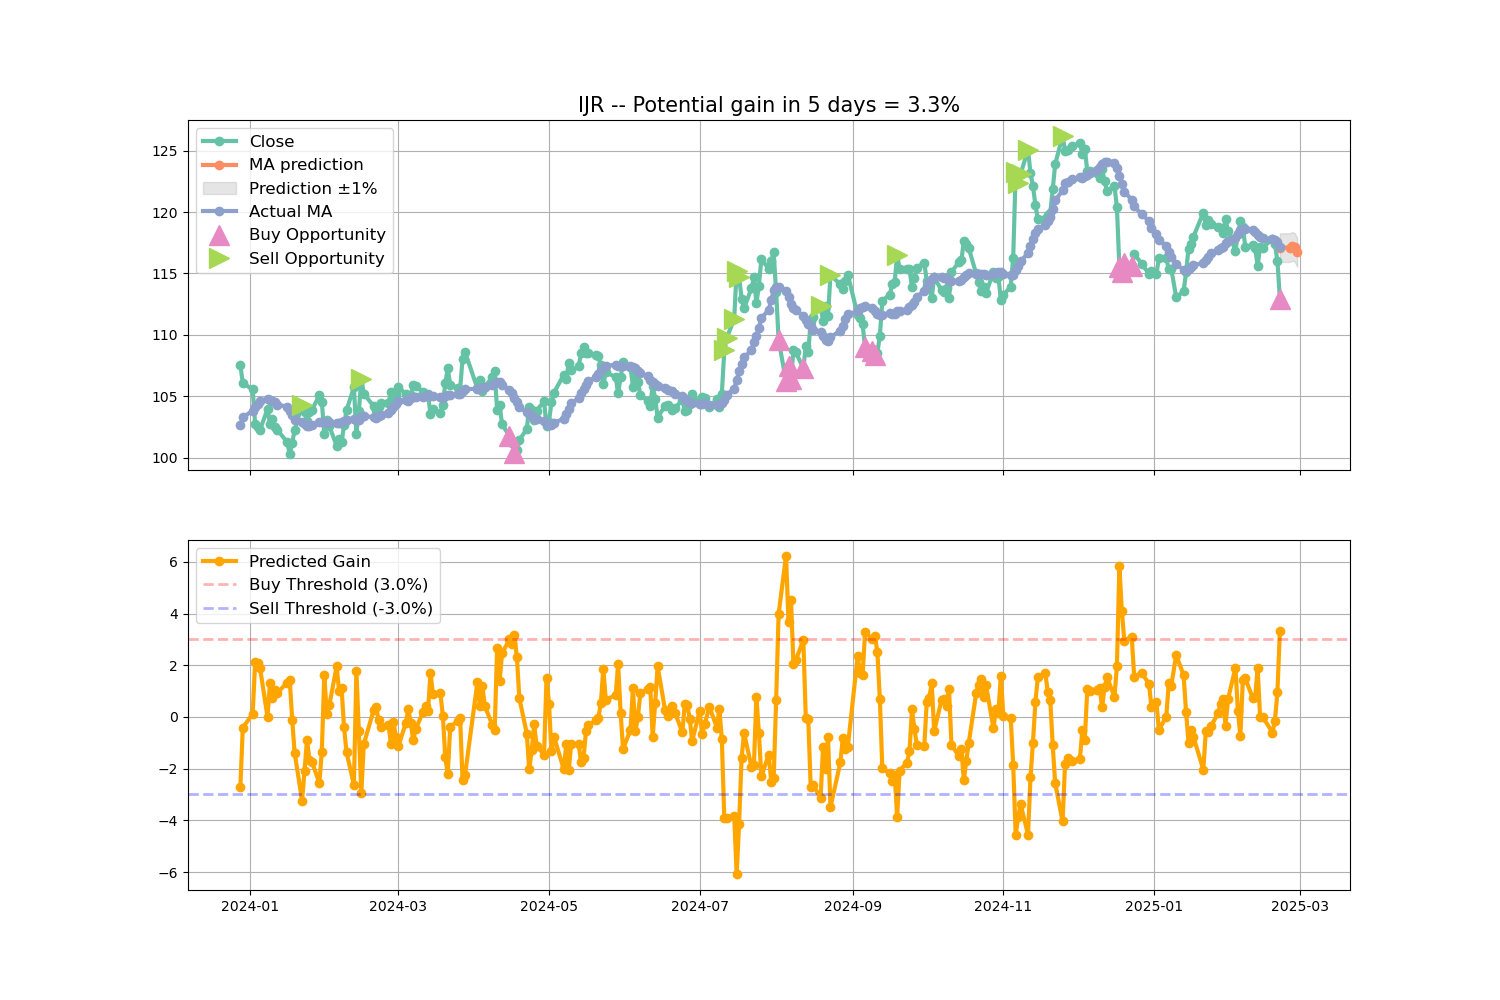 IJR -- Potential gain in 5 days = 3.3%
Close
MA prediction
Prediction ±1%
Actual MA
Buy Opportunity
Sell Opportunity
125
120
115
110
105
100
Predicted Gain
Buy Threshold (3.0%)
Sell Threshold (-3.0%)
6
4
2
0
−2
−4
−6
2024-01 2024-03 2024-05 2024-07 2024-09 2024-11 2025-01 2025-03